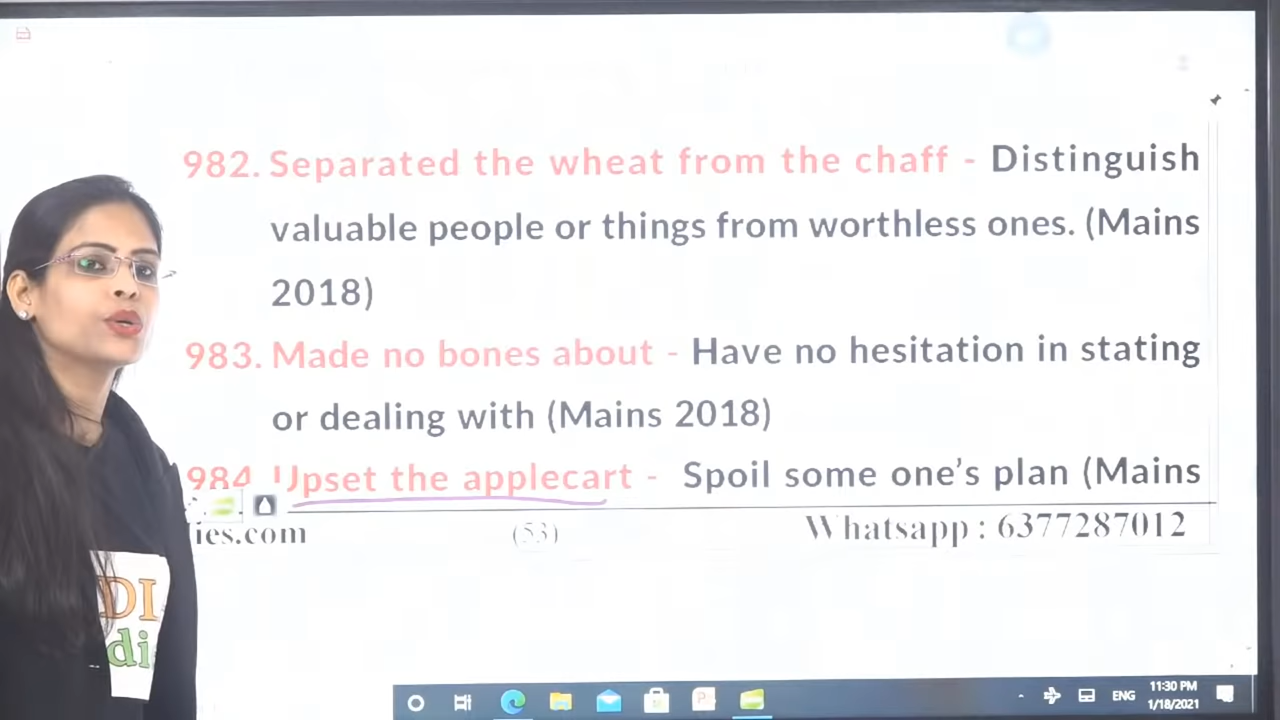 982. Separated the wheat from the chaff - Distinguish
valuable people or things from worthless ones. (Mains
2018)
983. Made no bones about - Have no hesitation in stating
or dealing with (Mains 2018)
984. Upset the applecart - Spoil some one's plan (Mains
ies.com (53) Whatsapp : 6377287012
DI
di
ENG 11:30 PM
1/18/2021